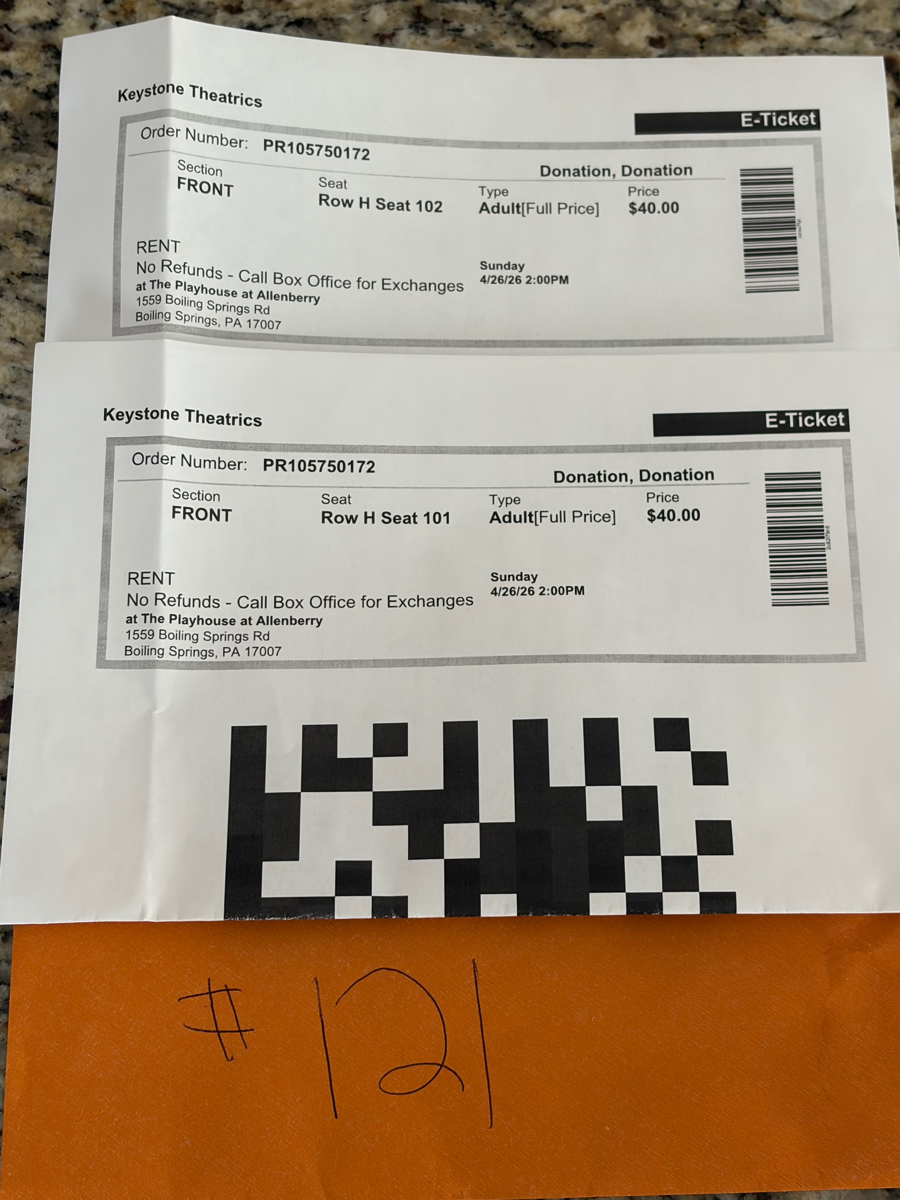 Keystone Theatrics
E-Ticket
Order Number: PR105750172
Donation, Donation
Section
FRONT
Seat
Row H Seat 102
Type
Adult[Full Price]
Price
$40.00
RENT
No Refunds - Call Box Office for Exchanges
at The Playhouse at Allenberry
1559 Boiling Springs Rd
Boiling Springs, PA 17007
Sunday
4/26/26 2:00PM
Keystone Theatrics
E-Ticket
Order Number: PR105750172
Donation, Donation
Section
FRONT
Seat
Row H Seat 101
Type
Adult[Full Price]
Price
$40.00
RENT
No Refunds - Call Box Office for Exchanges
at The Playhouse at Allenberry
1559 Boiling Springs Rd
Boiling Springs, PA 17007
Sunday
4/26/26 2:00PM
# 121